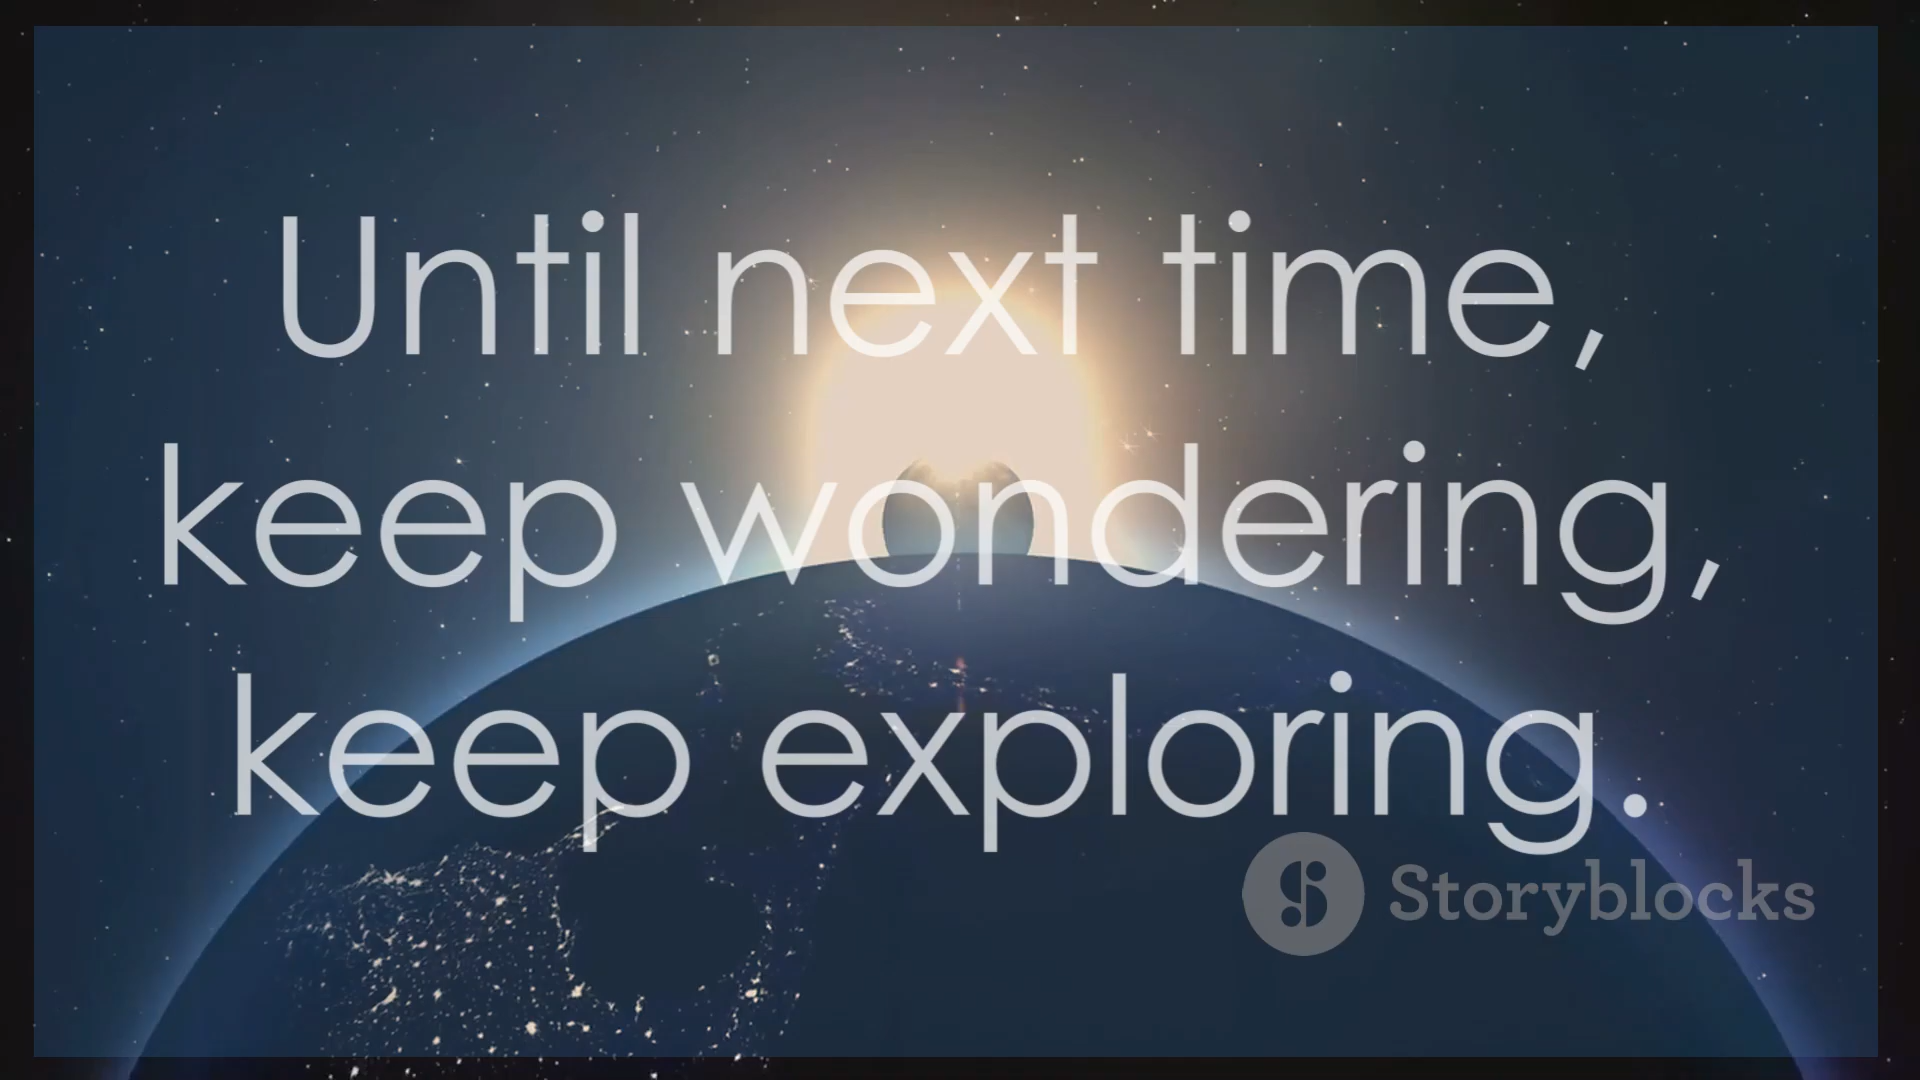 Until next time,
keep wondering,
keep exploring.
Storyblocks